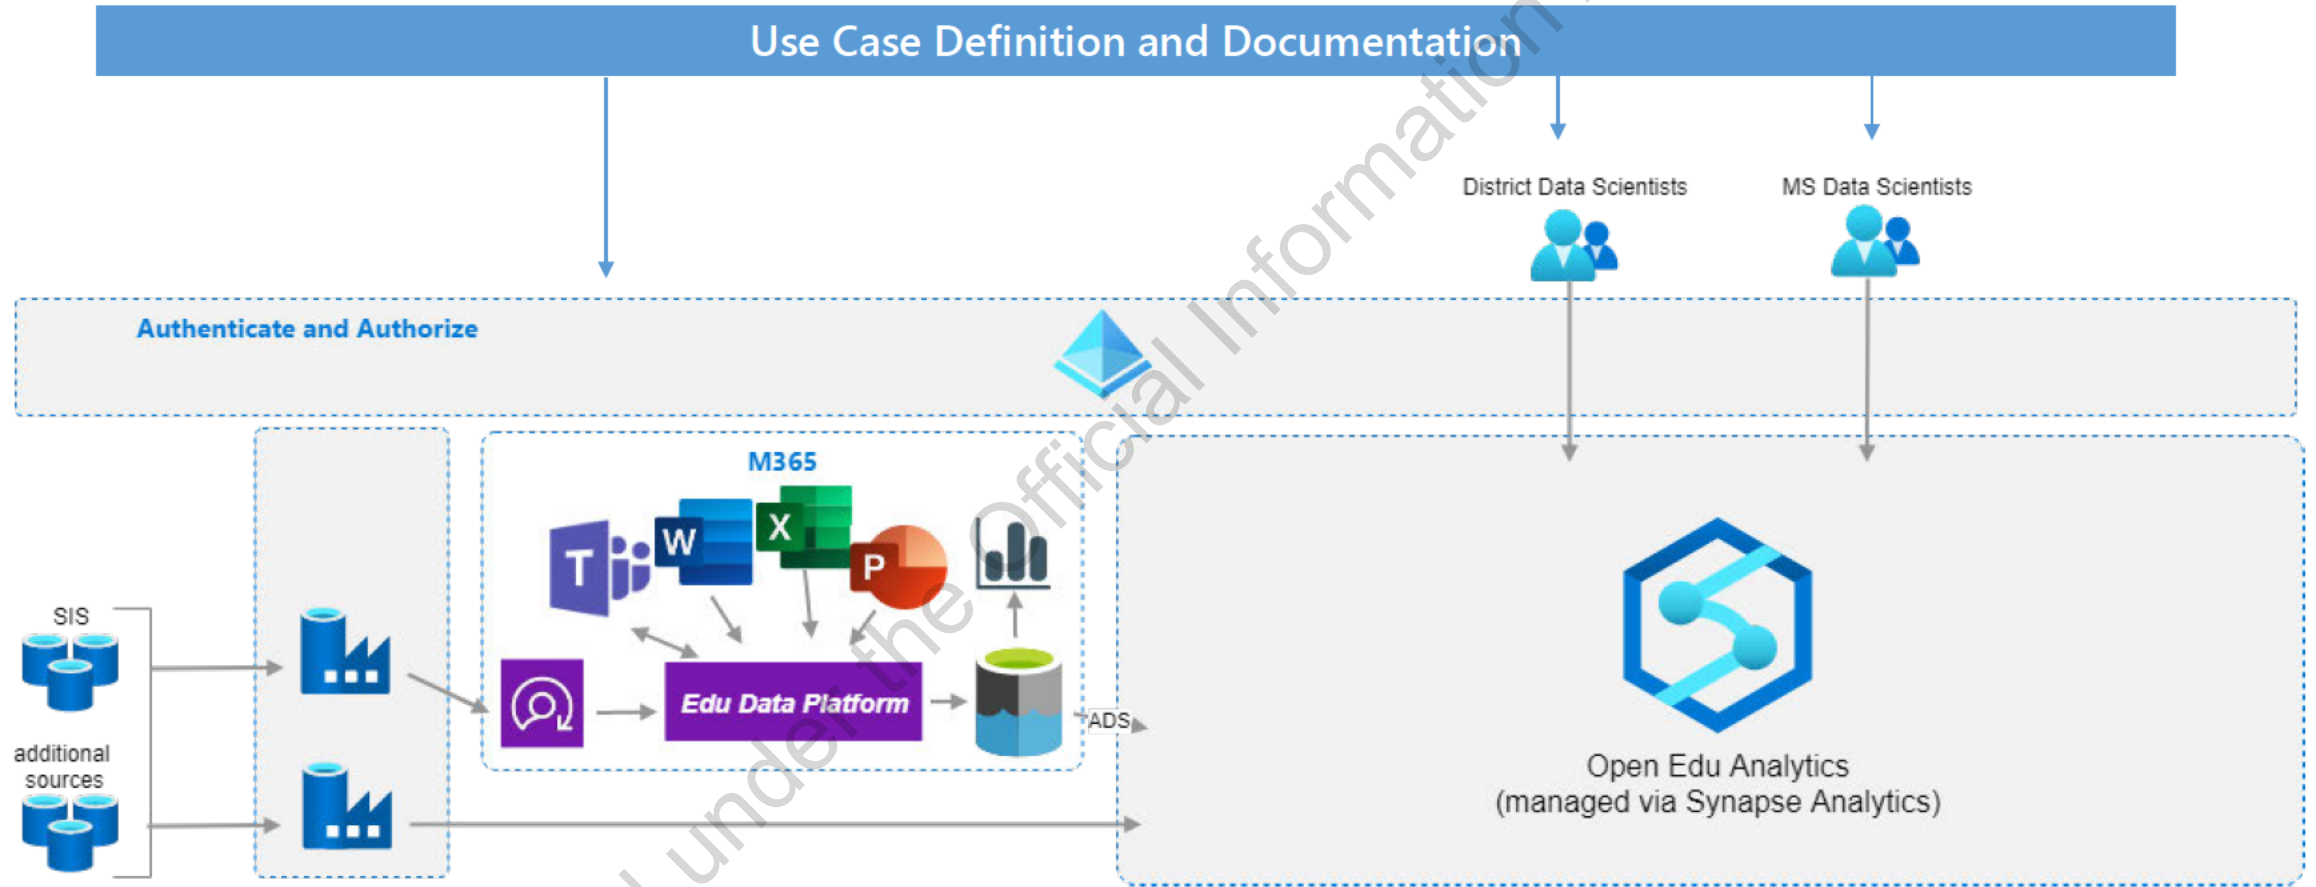 Use Case Definition and Documentation
District Data Scientists
MS Data Scientists
Authenticate and Authorize
M365
T
W
X
P
SIS
additional
sources
Edu Data Platform
ADS
Open Edu Analytics
(managed via Synapse Analytics)
under the Official Information